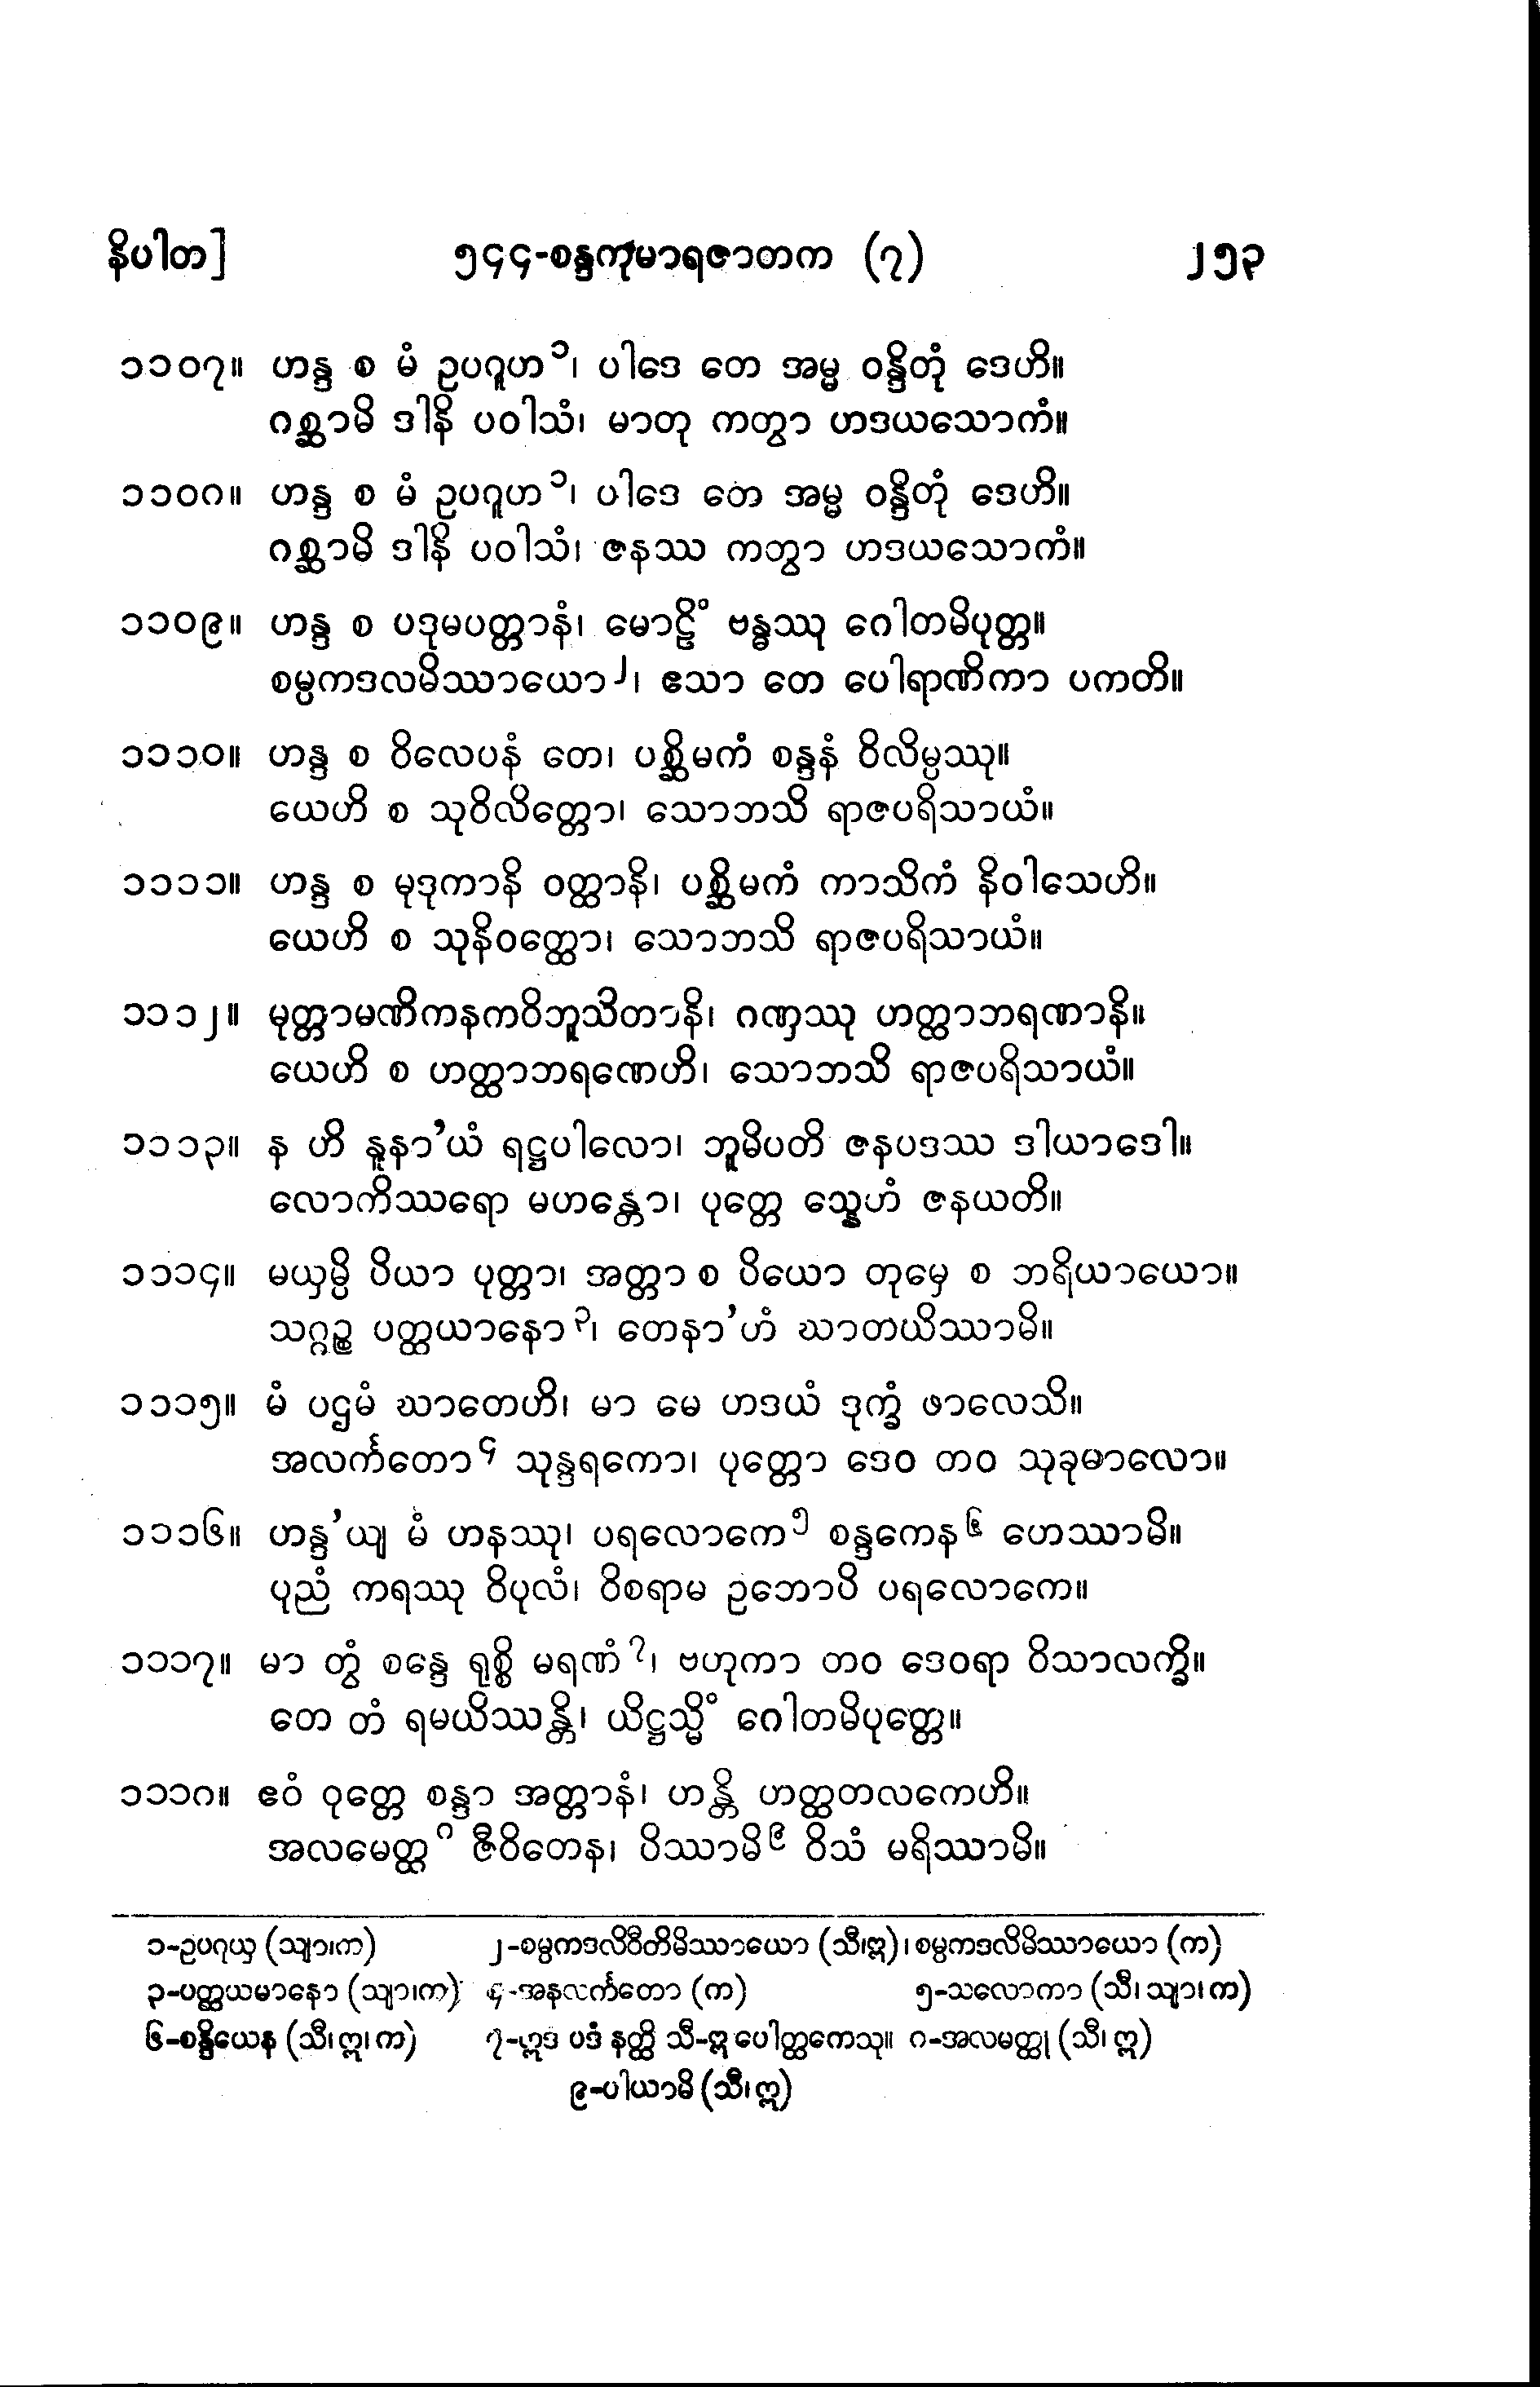 နိပါတ] ၅၄၄-စန္ဒကုမာရဇာတက (၇) ၂၅၃
၁၁၀၇။ ဟန္ဒ စ မံ ဥပဂူဟ၁၊ ပါဒေ တေ အမ္မ ဝန္ဒိတုံ ဒေဟိ။
ဂစ္ဆာမိ ဒါနိ ပဝါသံ၊ မာတု ကတွာ ဟဒယသောကံ။
၁၁၀၈။ ဟန္ဒ စ မံ ဥပဂူဟ၁၊ ပါဒေ တေ အမ္မ ဝန္ဒိတုံ ဒေဟိ။
ဂစ္ဆာမိ ဒါနိ ပဝါသံ၊ ဇနဿ ကတွာ ဟဒယသောကံ။
၁၁၀၉။ ဟန္ဒ စ ပဒုမပတ္တာနံ၊ မောဠိံ ဗန္ဓဿု ဂေါတမိပုတ္တ။
စမ္ပကဒလမိဿာယော၂၊ ဧသာ တေ ပေါရာဏိကာ ပကတိ။
၁၁၁၀။ ဟန္ဒ စ ဝိလေပနံ တေ၊ ပစ္ဆိမကံ စန္ဒနံ ဝိလိမ္ပဿု။
ယေဟိ စ သုဝိလိတ္တော၊ သောဘသိ ရာဇပရိသာယံ။
၁၁၁၁။ ဟန္ဒ စ မုဒုကာနိ ဝတ္ထာနိ၊ ပစ္ဆိမကံ ကာသိကံ နိဝါသေဟိ။
ယေဟိ စ သုနိဝတ္ထော၊ သောဘသိ ရာဇပရိသာယံ။
၁၁၁၂။ မုတ္တာမဏိကနကဝိဘူသိတာနိ၊ ဂဏှဿု ဟတ္ထာဘရဏာနိ။
ယေဟိ စ ဟတ္ထာဘရဏေဟိ၊ သောဘသိ ရာဇပရိသာယံ။
၁၁၁၃။ န ဟိ နူနာ’ယံ ရဋ္ဌပါလော၊ ဘူမိပတိ ဇနပဒဿ ဒါယာဒေါ။
လောကိဿရော မဟန္တော၊ ပုတ္တေ သ္နေဟံ ဇနယတိ။
၁၁၁၄။ မယှမ္ပိ ပိယာ ပုတ္တာ၊ အတ္တာ စ ပိယော တုမှေ စ ဘရိယာယော။
သဂ္ဂဉ္စ ပတ္ထယာနော၃၊ တေနာ’ဟံ ဃာတယိဿာမိ။
၁၁၁၅။ မံ ပဌမံ ဃာတေဟိ၊ မာ မေ ဟဒယံ ဒုက္ခံ ဖာလေသိ။
အလင်္ကတော၄ သုန္ဒရကော၊ ပုတ္တော ဒေဝ တဝ သုခုမာလော။
၁၁၁၆။ ဟန္ဒ’ယျ မံ ဟနဿု၊ ပရလောကေ၅ စန္ဒကေန၆ ဟေဿာမိ။
ပုညံ ကရဿု ဝိပုလံ၊ ဝိစရာမ ဥဘောပိ ပရလောကေ။
၁၁၁၇။ မာ တွံ စန္ဒေ ရုစ္စိ မရဏံ၇၊ ဗဟုကာ တဝ ဒေဝရာ ဝိသာလက္ခိ။
တေ တံ ရမယိဿန္တိ၊ ယိဋ္ဌသ္မိံ ဂေါတမိပုတ္တေ။
၁၁၁၈။ ဧဝံ ဝုတ္တေ စန္ဒာ အတ္တာနံ၊ ဟန္တိ ဟတ္ထတလကေဟိ။
အလမေတ္ထ၈ ဇီဝိတေန၊ ပိဿာမိ၉ ဝိသံ မရိဿာမိ။
၁-ဥပဂုယှ (သျာ၊က) ၂-စမ္ပကဒလိဝီတိမိဿာယော (သီ၊ဣ)၊ စမ္ပကဒလိမိဿာယော (က)
၃-ပတ္ထယမာနော (သျာ၊က) ၄-အနလင်္ကတော (က) ၅-သလောကာ (သီ၊ သျာ၊ က)
၆-စန္ဒိယေန (သီ၊ ဣ၊ က) ၇-ဣဒံ ပဒံ နတ္ထိ သီ-ဣ ပေါတ္ထကေသု။ ၈-အလမတ္ထု (သီ၊ ဣ)
၉-ပါယာမိ (သီ၊ ဣ)